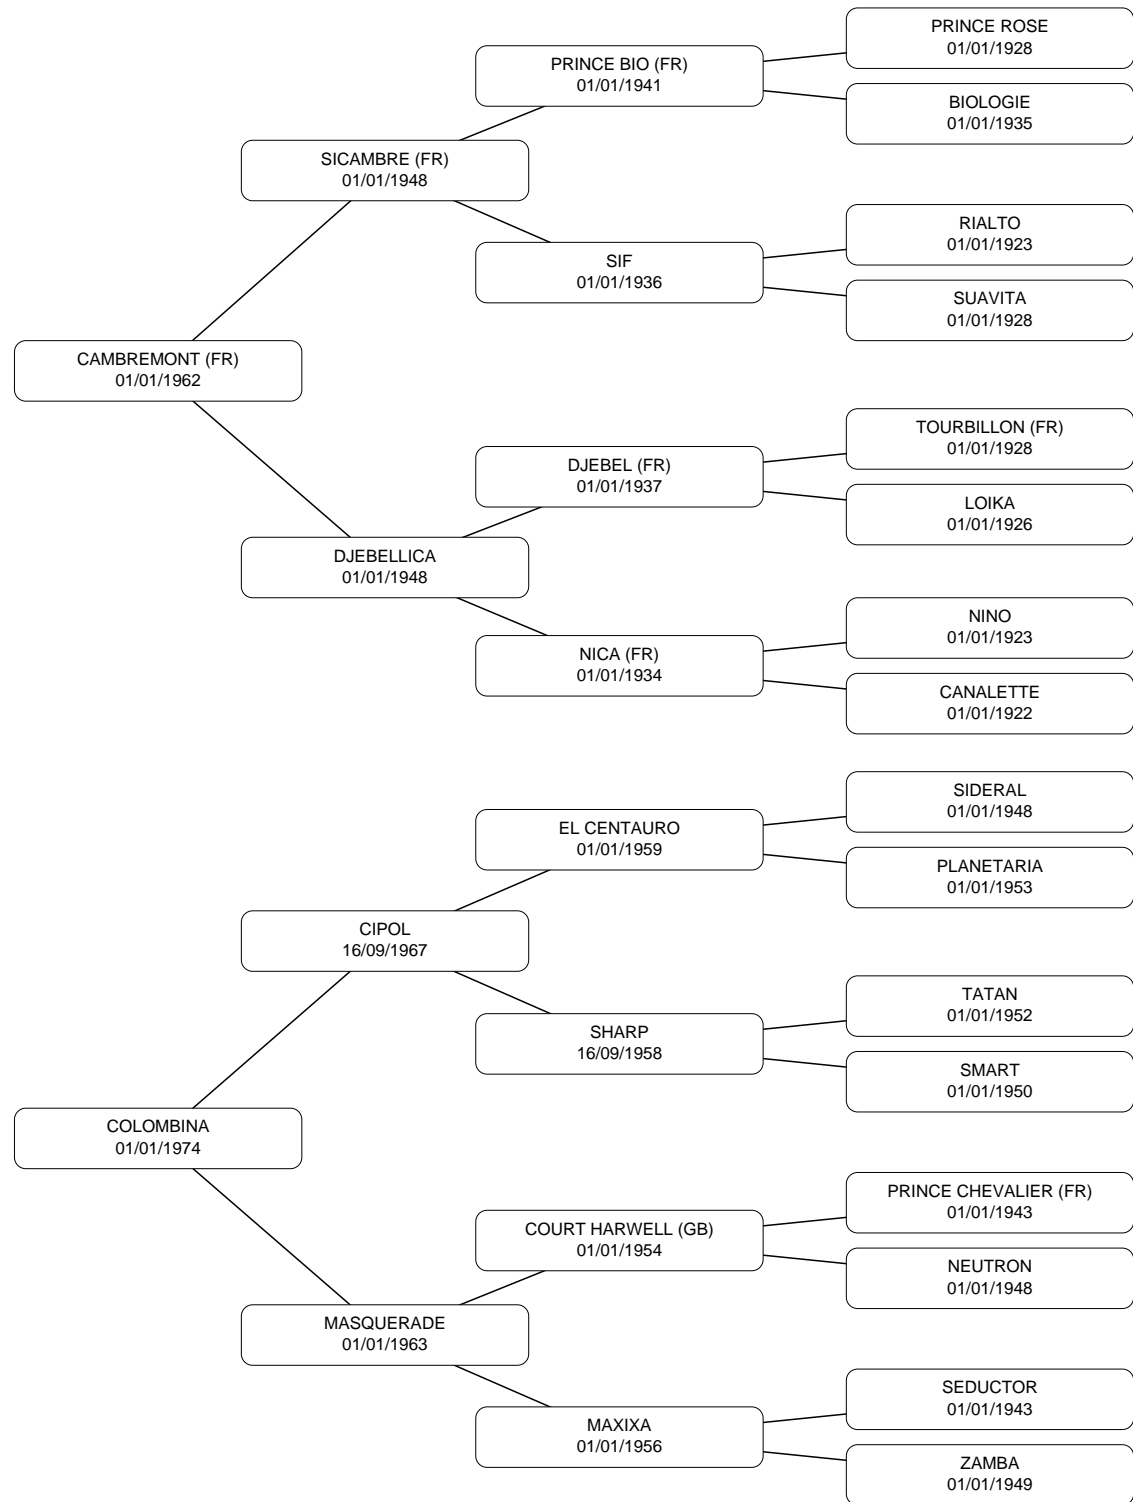 PRINCE ROSE
01/01/1928
PRINCE BIO (FR)
01/01/1941
BIOLOGIE
01/01/1935
SICAMBRE (FR)
01/01/1948
RIALTO
01/01/1923
SIF
01/01/1936
SUAVITA
01/01/1928
CAMBREMONT (FR)
01/01/1962
TOURBILLON (FR)
01/01/1928
DJEBEL (FR)
01/01/1937
LOIKA
01/01/1926
DJEBELLICA
01/01/1948
NINO
01/01/1923
NICA (FR)
01/01/1934
CANALETTE
01/01/1922
SIDERAL
01/01/1948
EL CENTAURO
01/01/1959
PLANETARIA
01/01/1953
CIPOL
16/09/1967
TATAN
01/01/1952
SHARP
16/09/1958
SMART
01/01/1950
COLOMBINA
01/01/1974
PRINCE CHEVALIER (FR)
01/01/1943
COURT HARWELL (GB)
01/01/1954
NEUTRON
01/01/1948
MASQUERADE
01/01/1963
SEDUCTOR
01/01/1943
MAXIXA
01/01/1956
ZAMBA
01/01/1949